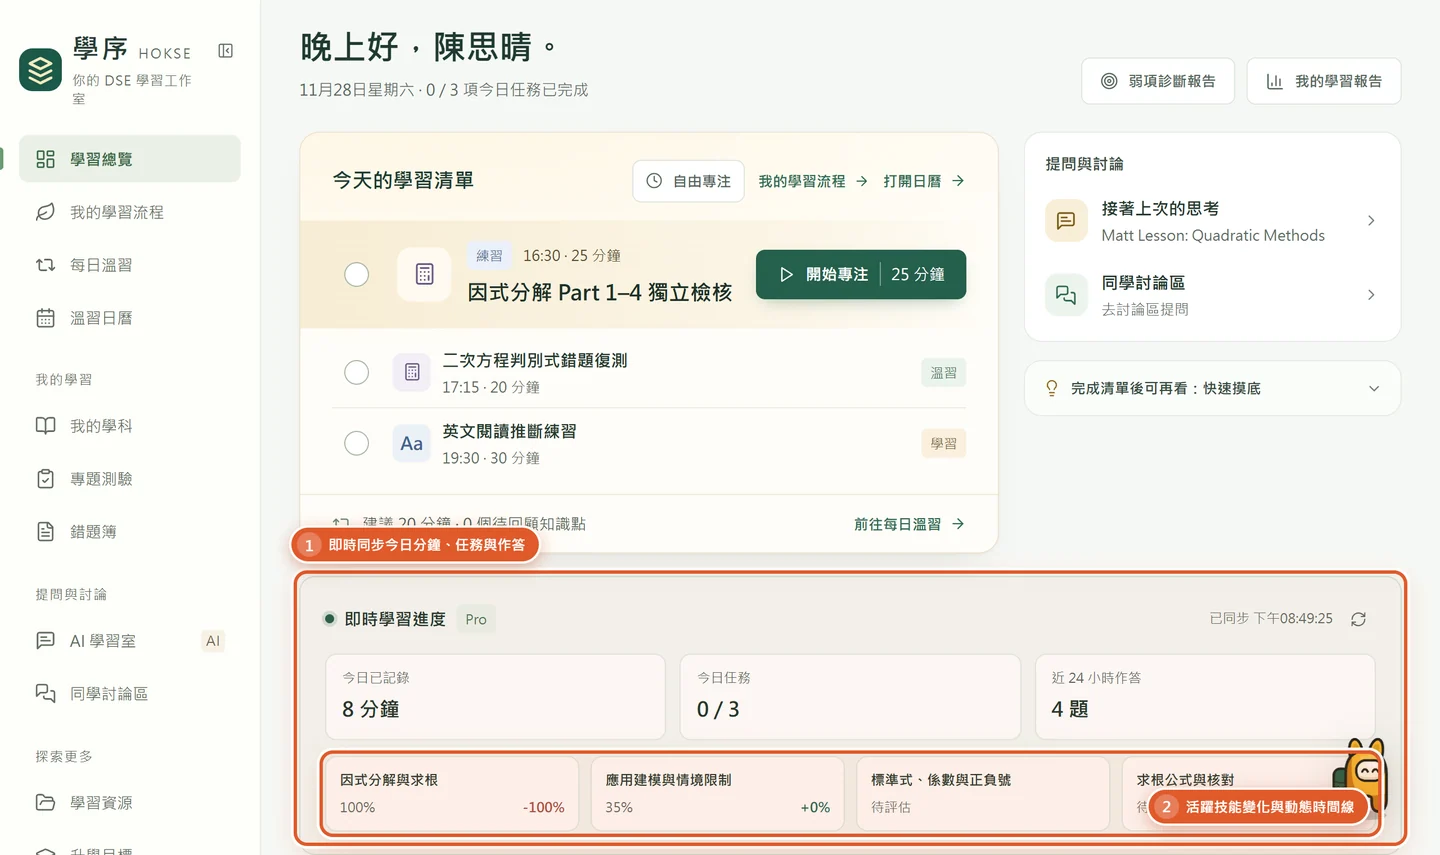 學序 HOKSE
你的 DSE 學習工作
室
學習總覽
我的學習流程
每日溫習
溫習日曆
我的學習
我的學科
專題測驗
錯題簿
提問與討論
AI 學習室 AI
同學討論區
探索更多
學習資源
升學目標
晚上好，陳思晴。
11月28日星期六 · 0 / 3 項今日任務已完成
弱項診斷報告
我的學習報告
今天的學習清單
自由專注
我的學習流程 →
打開日曆 →
練習 16:30 · 25 分鐘
因式分解 Part 1–4 獨立檢核
開始專注 25 分鐘
二次方程判別式錯題復測
17:15 · 20 分鐘
溫習
Aa
英文閱讀推斷練習
19:30 · 30 分鐘
學習
建議 20 分鐘 · 0 個待回顧知識點
前往每日溫習 →
提問與討論
接著上次的思考
Matt Lesson: Quadratic Methods
同學討論區
去討論區提問
完成清單後可再看：快速摸底
1 即時同步今日分鐘、任務與作答
即時學習進度 Pro
已同步 下午08:49:25
今日已記錄
8 分鐘
今日任務
0 / 3
近 24 小時作答
4 題
因式分解與求根
100% -100%
應用建模與情境限制
35% +0%
標準式、係數與正負號
待評估
求根公式與核對
2 活躍技能變化與動態時間線